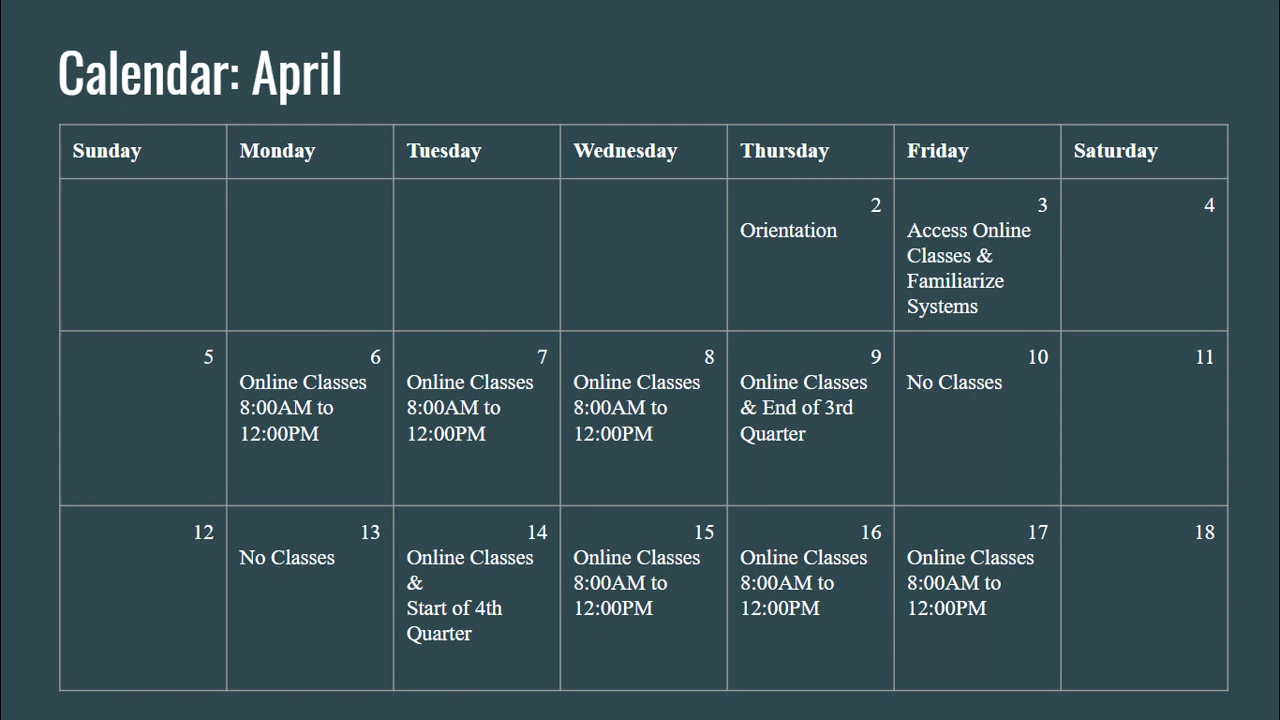 Calendar: April
Sunday Monday Tuesday Wednesday Thursday Friday Saturday
2
Orientation
3
Access Online
Classes &
Familiarize
Systems
4
5
6
Online Classes
8:00AM to
12:00PM
7
Online Classes
8:00AM to
12:00PM
8
Online Classes
8:00AM to
12:00PM
9
Online Classes
& End of 3rd
Quarter
10
No Classes
11
12
13
No Classes
14
Online Classes
&
Start of 4th
Quarter
15
Online Classes
8:00AM to
12:00PM
16
Online Classes
8:00AM to
12:00PM
17
Online Classes
8:00AM to
12:00PM
18